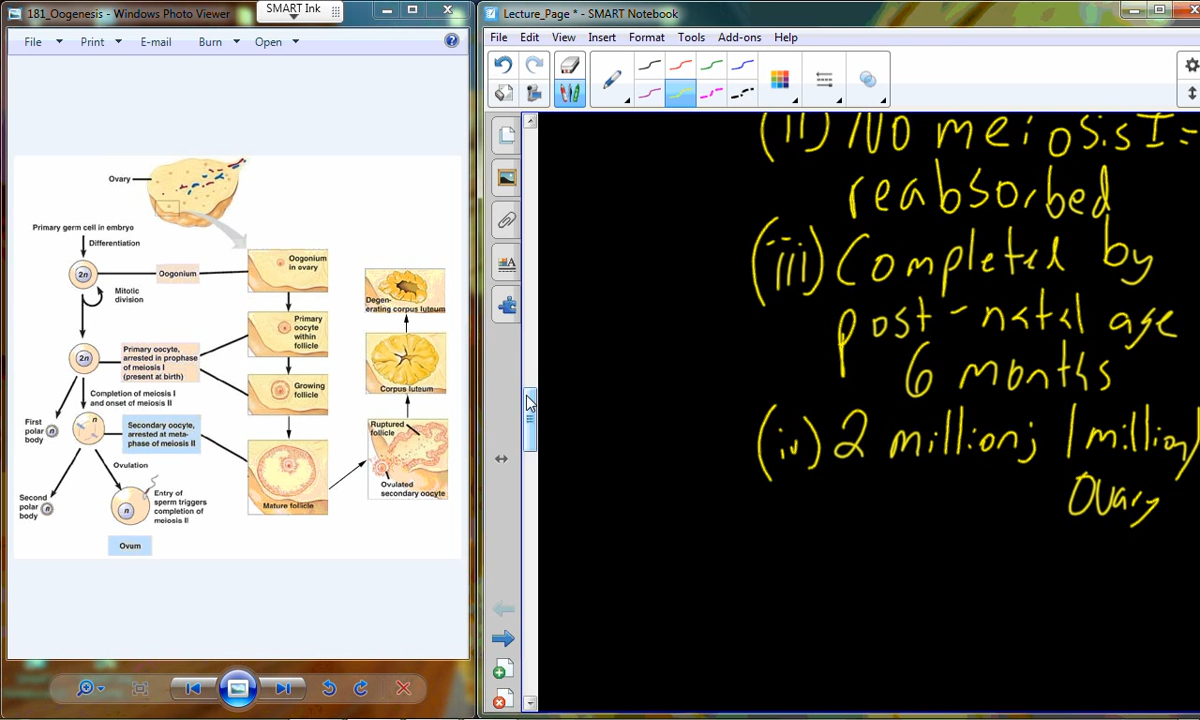 181_Oogenesis - Windows Photo Viewer
SMART Ink
File Print E-mail Burn Open
Ovary
Primary germ cell in embryo
Differentiation
2n
Oogonium
Oogonium
in ovary
Mitotic
division
2n
Primary oocyte,
arrested in prophase
of meiosis I
(present at birth)
Primary
oocyte
within
follicle
Growing
follicle
Completion of meiosis I
and onset of meiosis II
First
polar
body
n
n
Secondary oocyte,
arrested at meta-
phase of meiosis II
Ovulation
Second
polar
body
n
n
Entry of
sperm triggers
completion of
meiosis II
Ovum
Mature follicle
Degen-
erating corpus luteum
Corpus luteum
Ruptured
follicle
Ovulated
secondary oocyte
Lecture_Page * - SMART Notebook
File Edit View Insert Format Tools Add-ons Help
(ii) No meiosis I =
reabsorbed
(iii) Completed by
post-natal age
6 months
(iv) 2 million; 1 million/
Ovary